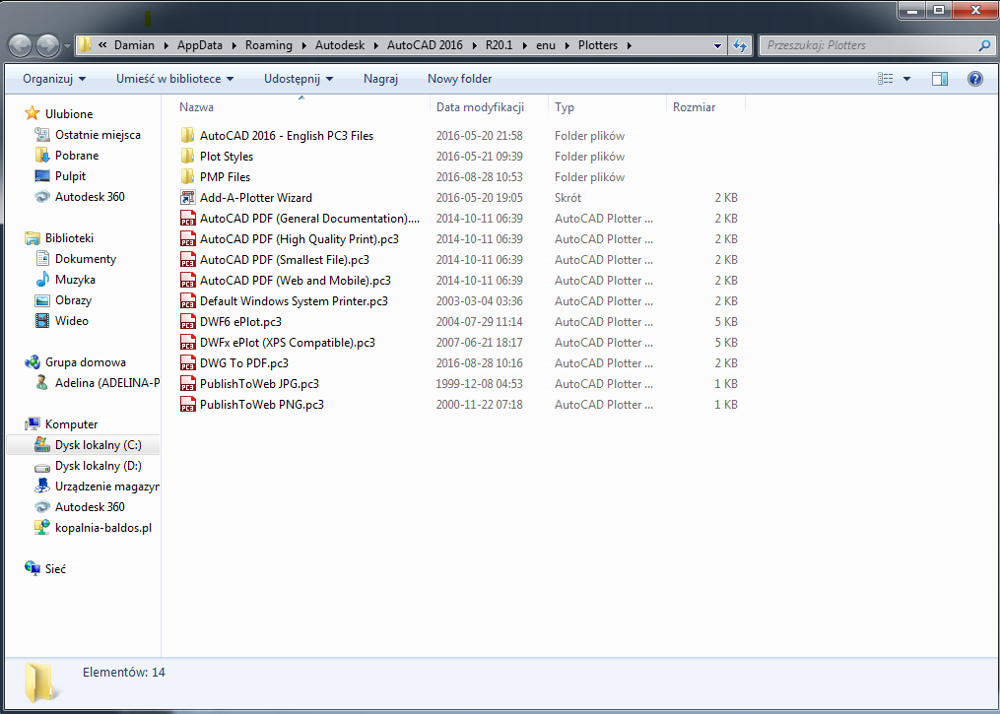 « Damian AppData Roaming Autodesk AutoCAD 2016 R20.1 enu Plotters Przeszukaj: Plotters
Organizuj Umieść w bibliotece Udostępnij Nagraj Nowy folder
Nazwa Data modyfikacji Typ Rozmiar
Ulubione
Ostatnie miejsca
Pobrane
Pulpit
Autodesk 360
Biblioteki
Dokumenty
Muzyka
Obrazy
Wideo
Grupa domowa
Adelina (ADELINA-P
Komputer
Dysk lokalny (C:)
Dysk lokalny (D:)
Urządzenie magazyn
Autodesk 360
kopalnia-baldos.pl
Sieć
AutoCAD 2016 - English PC3 Files 2016-05-20 21:58 Folder plików
Plot Styles 2016-05-21 09:39 Folder plików
PMP Files 2016-08-28 10:53 Folder plików
Add-A-Plotter Wizard 2016-05-20 19:05 Skrót 2 KB
PC3 AutoCAD PDF (General Documentation).... 2014-10-11 06:39 AutoCAD Plotter ... 2 KB
PC3 AutoCAD PDF (High Quality Print).pc3 2014-10-11 06:39 AutoCAD Plotter ... 2 KB
PC3 AutoCAD PDF (Smallest File).pc3 2014-10-11 06:39 AutoCAD Plotter ... 2 KB
PC3 AutoCAD PDF (Web and Mobile).pc3 2014-10-11 06:39 AutoCAD Plotter ... 2 KB
PC3 Default Windows System Printer.pc3 2003-03-04 03:36 AutoCAD Plotter ... 2 KB
PC3 DWF6 ePlot.pc3 2004-07-29 11:14 AutoCAD Plotter ... 5 KB
PC3 DWFx ePlot (XPS Compatible).pc3 2007-06-21 18:17 AutoCAD Plotter ... 5 KB
PC3 DWG To PDF.pc3 2016-08-28 10:16 AutoCAD Plotter ... 2 KB
PC3 PublishToWeb JPG.pc3 1999-12-08 04:53 AutoCAD Plotter ... 1 KB
PC3 PublishToWeb PNG.pc3 2000-11-22 07:18 AutoCAD Plotter ... 1 KB
Elementów: 14